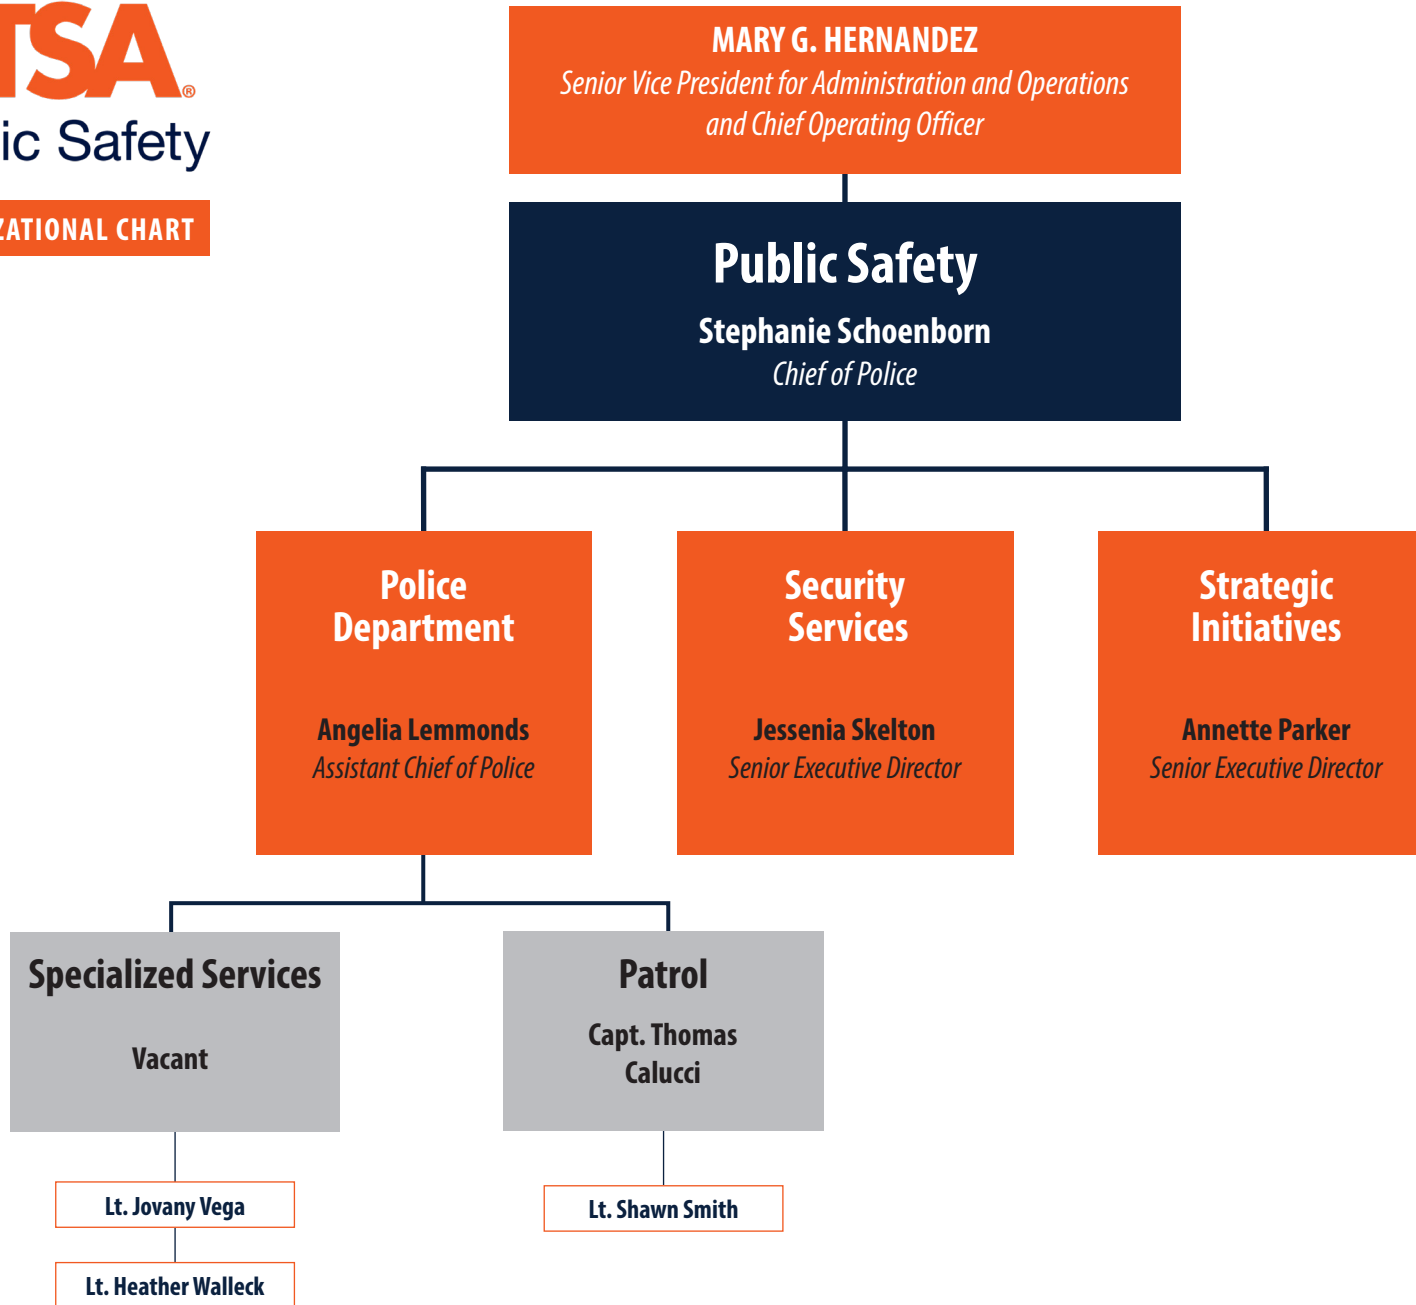 TSA®
ic Safety
ZATIONAL CHART
MARY G. HERNANDEZ
Senior Vice President for Administration and Operations
and Chief Operating Officer
Public Safety
Stephanie Schoenborn
Chief of Police
Police
Department
Angelia Lemmonds
Assistant Chief of Police
Security
Services
Jessenia Skelton
Senior Executive Director
Strategic
Initiatives
Annette Parker
Senior Executive Director
Specialized Services
Vacant
Patrol
Capt. Thomas
Calucci
Lt. Jovany Vega
Lt. Heather Walleck
Lt. Shawn Smith